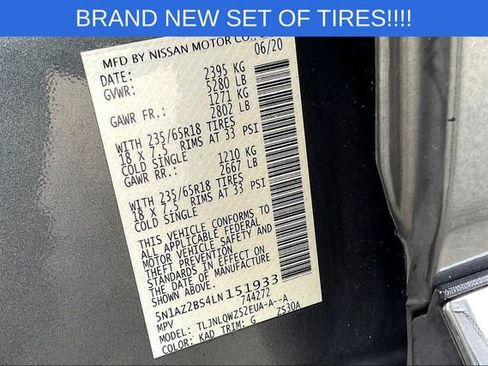 BRAND NEW SET OF TIRES!!!!
MFD BY NISSAN MOTOR CO.,
DATE: 06/20
GVWR: 2395 KG
5280 LB
GAWR FR.: 1271 KG
2802 LB
WITH 235/65R18 TIRES
18 X 7.5 RIMS AT 33 PSI
COLD SINGLE
GAWR RR.: 1210 KG
2667 LB
WITH 235/65R18 TIRES
18 X 7.5 RIMS AT 33 PSI
COLD SINGLE
THIS VEHICLE CONFORMS TO
ALL APPLICABLE FEDERAL
MOTOR VEHICLE SAFETY AND
THEFT PREVENTION
STANDARDS IN EFFECT ON
THE DATE OF MANUFACTURE
SHOWN ABOVE.
5N1AZ2BS4LN151933
MPV 744272
MODEL: TLJNLQWZ52EUA-A--A
COLOR: KAD TRIM: G ZS30A